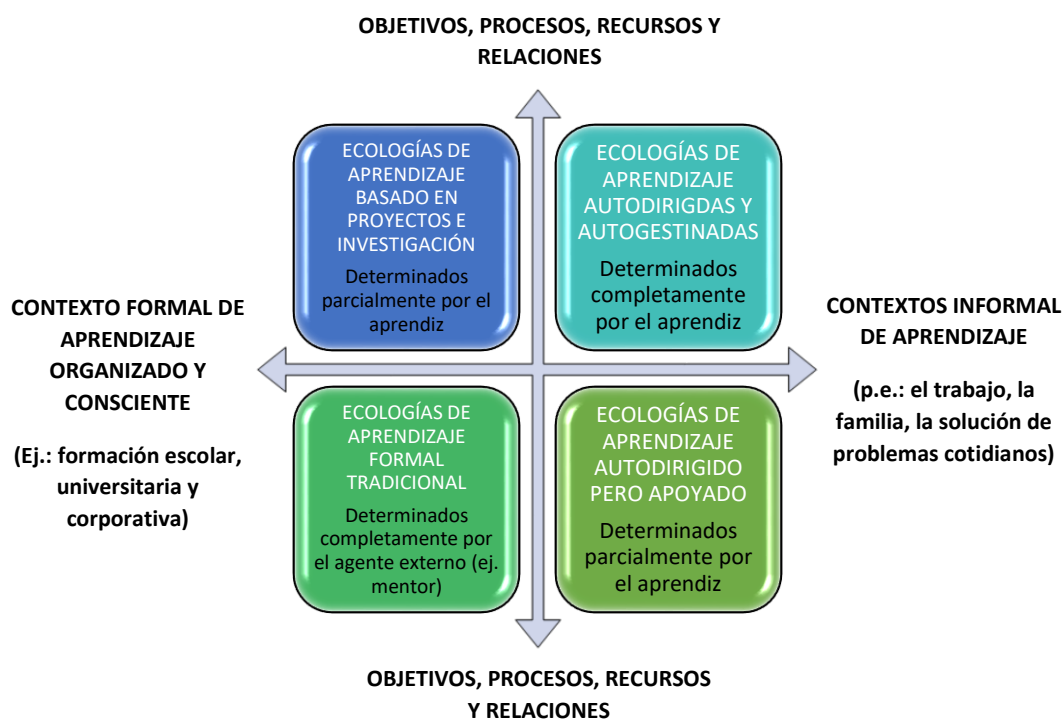 OBJETIVOS, PROCESOS, RECURSOS Y
RELACIONES
ECOLOGÍAS DE
APRENDIZAJE
BASADO EN
PROYECTOS E
INVESTIGACIÓN
Determinados
parcialmente por el
aprendiz
ECOLOGÍAS DE
APRENDIZAJE
AUTODIRIGDAS Y
AUTOGESTINADAS
Determinados
completamente
por el aprendiz
CONTEXTO FORMAL DE
APRENDIZAJE
ORGANIZADO Y
CONSCIENTE
(Ej.: formación escolar,
universitaria y
corporativa)
CONTEXTOS INFORMAL
DE APRENDIZAJE
(p.e.: el trabajo, la
familia, la solución de
problemas cotidianos)
ECOLOGÍAS DE
APRENDIZAJE
FORMAL
TRADICIONAL
Determinados
completamente por
el agente externo (ej.
mentor)
ECOLOGÍAS DE
APRENDIZAJE
AUTODIRIGIDO
PERO APOYADO
Determinados
parcialmente por
el aprendiz
OBJETIVOS, PROCESOS, RECURSOS
Y RELACIONES